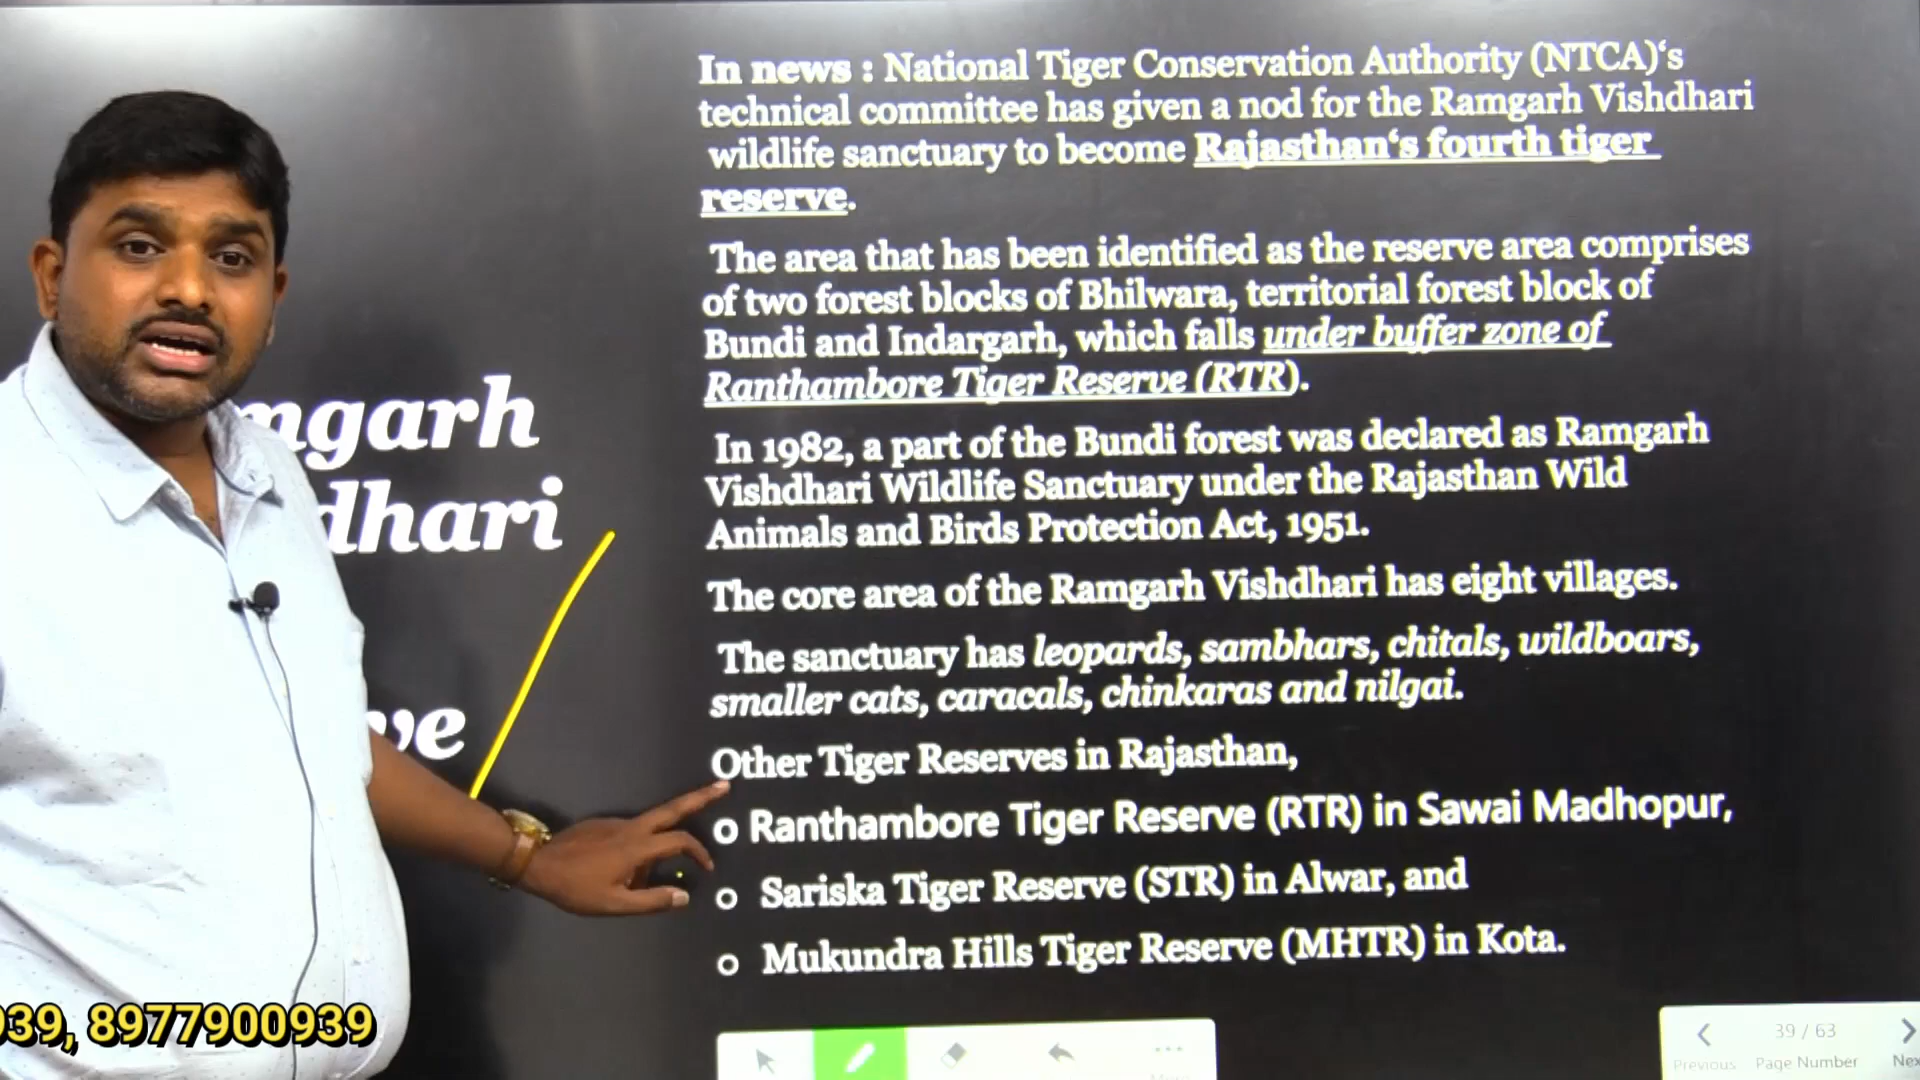 In news : National Tiger Conservation Authority (NTCA)‘s
technical committee has given a nod for the Ramgarh Vishdhari
wildlife sanctuary to become Rajasthan‘s fourth tiger
reserve.
The area that has been identified as the reserve area comprises
of two forest blocks of Bhilwara, territorial forest block of
Bundi and Indargarh, which falls under buffer zone of
Ranthambore Tiger Reserve (RTR).
In 1982, a part of the Bundi forest was declared as Ramgarh
Vishdhari Wildlife Sanctuary under the Rajasthan Wild
Animals and Birds Protection Act, 1951.
The core area of the Ramgarh Vishdhari has eight villages.
The sanctuary has leopards, sambhars, chitals, wildboars,
smaller cats, caracals, chinkaras and nilgai.
Other Tiger Reserves in Rajasthan,
o Ranthambore Tiger Reserve (RTR) in Sawai Madhopur,
o Sariska Tiger Reserve (STR) in Alwar, and
o Mukundra Hills Tiger Reserve (MHTR) in Kota.
mgarh
dhari
ve
939, 8977900939
39 / 63
Previous Page Number Nex